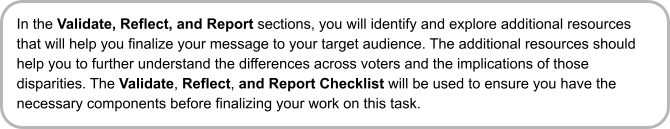 In the Validate, Reflect, and Report sections, you will identify and explore additional resources
that will help you finalize your message to your target audience. The additional resources should
help you to further understand the differences across voters and the implications of those
disparities. The Validate, Reflect, and Report Checklist will be used to ensure you have the
necessary components before finalizing your work on this task.